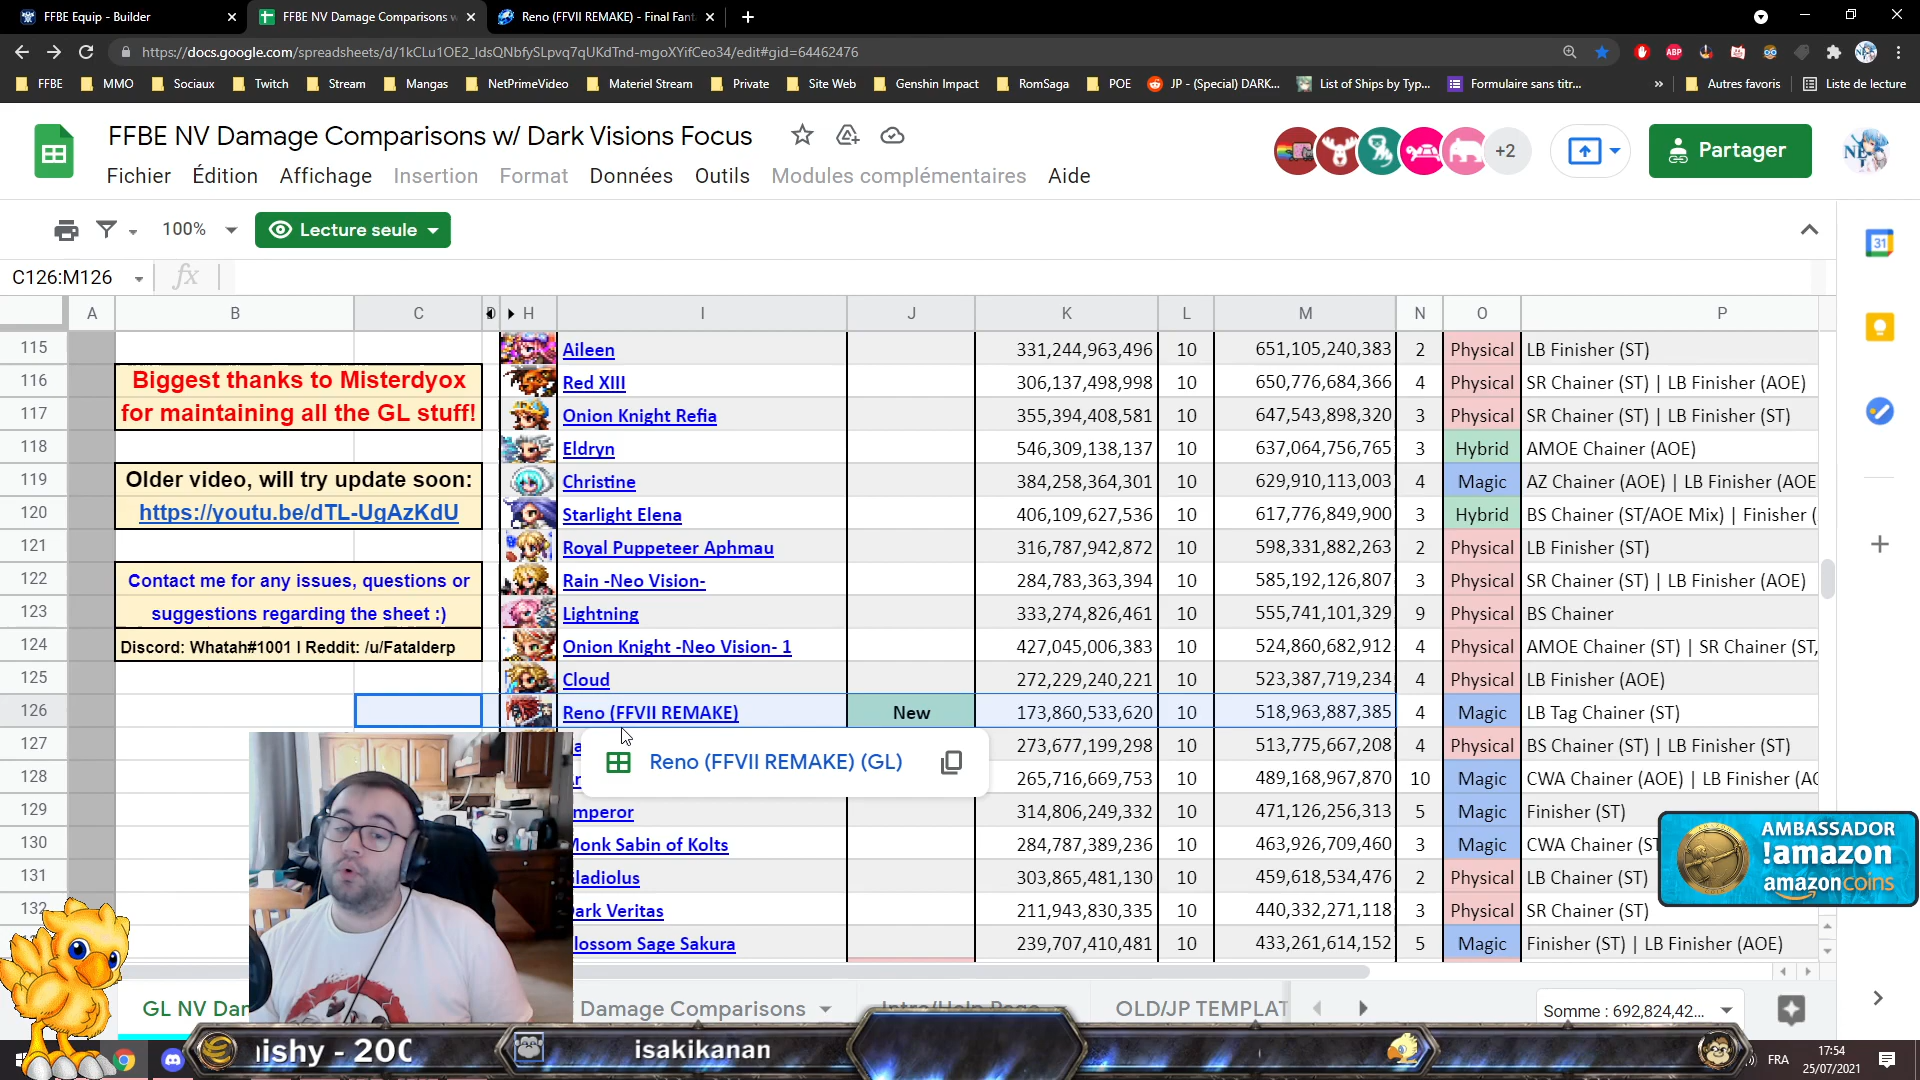 FFBE Equip - Builder
FFBE NV Damage Comparisons w
Reno (FFVII REMAKE) - Final Fant
https://docs.google.com/spreadsheets/d/1kCLu1OE2_IdsQNbfySLpvq7qUKdTnd-mgoXYifCeo34/edit#gid=64462476
FFBE MMO Sociaux Twitch Stream Mangas NetPrimeVideo Materiel Stream Private Site Web Genshin Impact RomSaga POE JP - (Special) DARK... List of Ships by Typ... Formulaire sans titr... » Autres favoris Liste de lecture
FFBE NV Damage Comparisons w/ Dark Visions Focus
+2 Partager
Fichier Édition Affichage Insertion Format Données Outils Modules complémentaires Aide
100% Lecture seule
C126:M126 fx
A B C H I J K L M N O P
115 Aileen 331,244,963,496 10 651,105,240,383 2 Physical LB Finisher (ST)
116 Biggest thanks to Misterdyox Red XIII 306,137,498,998 10 650,776,684,366 4 Physical SR Chainer (ST) | LB Finisher (AOE)
117 for maintaining all the GL stuff! Onion Knight Refia 355,394,408,581 10 647,543,898,320 3 Physical SR Chainer (ST) | LB Finisher (ST)
118 Eldryn 546,309,138,137 10 637,064,756,765 3 Hybrid AMOE Chainer (AOE)
119 Older video, will try update soon: Christine 384,258,364,301 10 629,910,113,003 4 Magic AZ Chainer (AOE) | LB Finisher (AOE
120 https://youtu.be/dTL-UgAzKdU Starlight Elena 406,109,627,536 10 617,776,849,900 3 Hybrid BS Chainer (ST/AOE Mix) | Finisher (
121 Royal Puppeteer Aphmau 316,787,942,872 10 598,331,882,263 2 Physical LB Finisher (ST)
122 Contact me for any issues, questions or Rain -Neo Vision- 284,783,363,394 10 585,192,126,807 3 Physical SR Chainer (ST) | LB Finisher (AOE)
123 suggestions regarding the sheet :) Lightning 333,274,826,461 10 555,741,101,329 9 Physical BS Chainer
124 Discord: Whatah#1001 I Reddit: /u/Fatalderp Onion Knight -Neo Vision- 1 427,045,006,383 10 524,860,682,912 4 Physical AMOE Chainer (ST) | SR Chainer (ST,
125 Cloud 272,229,240,221 10 523,387,719,234 4 Physical LB Finisher (AOE)
126 Reno (FFVII REMAKE) New 173,860,533,620 10 518,963,887,385 4 Magic LB Tag Chainer (ST)
127 273,677,199,298 10 513,775,667,208 4 Physical BS Chainer (ST) | LB Finisher (ST)
Reno (FFVII REMAKE) (GL)
128 265,716,669,753 10 489,168,967,870 10 Magic CWA Chainer (AOE) | LB Finisher (AO
129 mperor 314,806,249,332 10 471,126,256,313 5 Magic Finisher (ST)
130 Monk Sabin of Kolts 284,787,389,236 10 463,926,709,460 3 Magic CWA Chainer (ST
131 ladiolus 303,865,481,130 10 459,618,534,476 2 Physical LB Chainer (ST)
132 ark Veritas 211,943,830,335 10 440,332,271,118 3 Physical SR Chainer (ST)
lossom Sage Sakura 239,707,410,481 10 433,261,614,152 5 Magic Finisher (ST) | LB Finisher (AOE)
AMBASSADOR
!amazon
amazoncoins
GL NV Dan Damage Comparisons Intro/Help Page OLD/JP TEMPLAT Somme : 692,824,42...
ishy - 200 isakikanan
FRA 17:54
25/07/2021
31